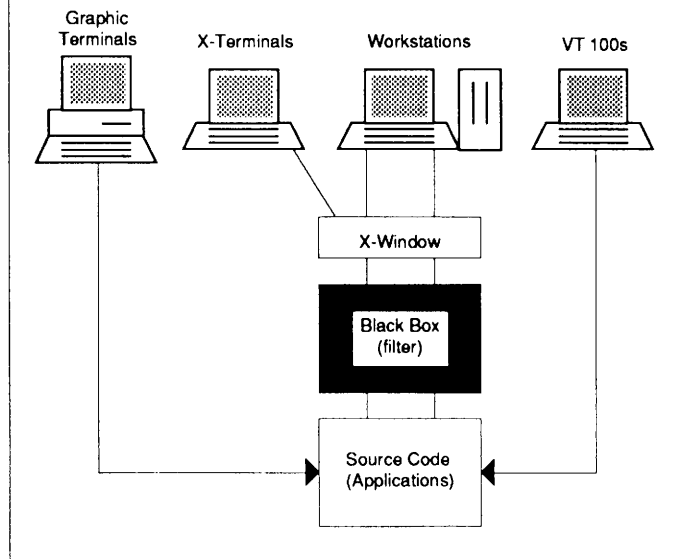 Graphic
Terminals
X-Terminals
Workstations
VT 100s
X-Window
Black Box
(filter)
Source Code
(Applications)